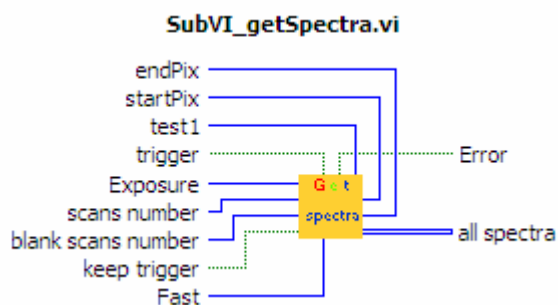 SubVI_getSpectra.vi
endPix
startPix
test1
trigger
Error
Exposure
Get
scans number
spectra
blank scans number
all spectra
keep trigger
Fast